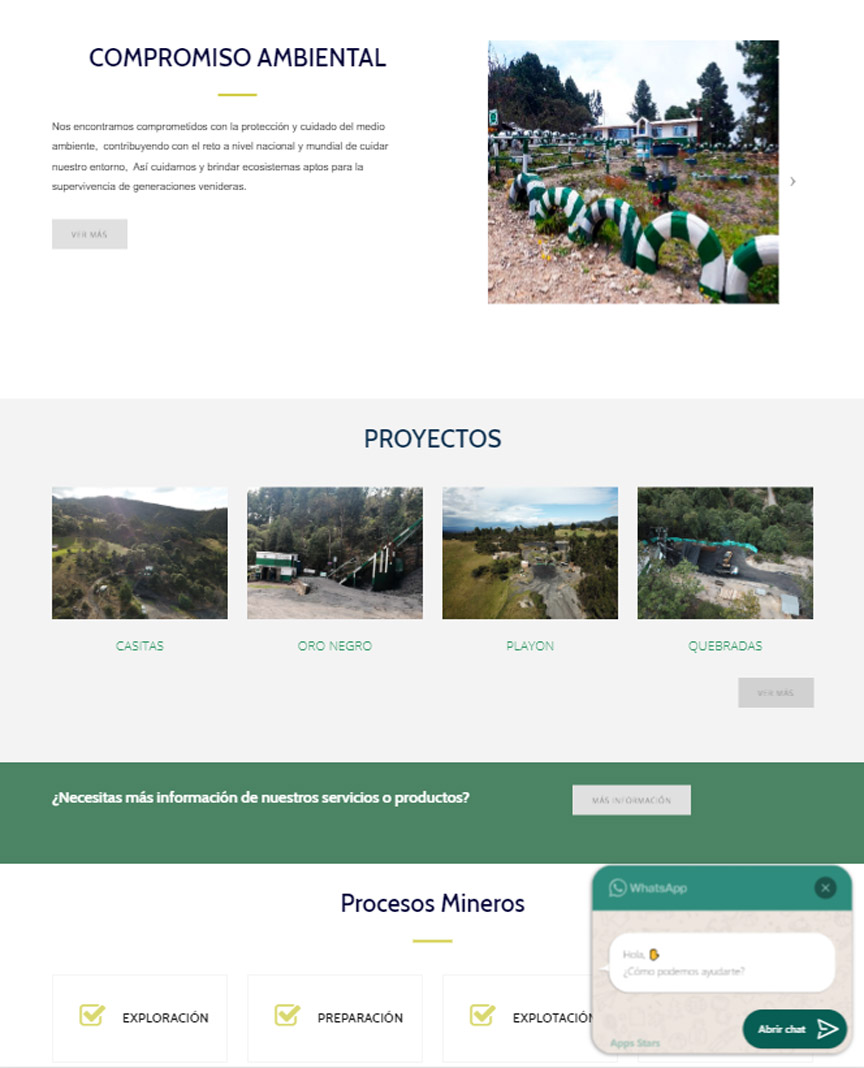 COMPROMISO AMBIENTAL
Nos encontramos comprometidos con la protección y cuidado del medio
ambiente, contribuyendo con el reto a nivel nacional y mundial de cuidar
nuestro entorno, Así cuidamos y brindar ecosistemas aptos para la
supervivencia de generaciones venideras.
VER MÁS
PROYECTOS
CASITAS
ORO NEGRO
PLAYON
QUEBRADAS
VER MÁS
¿Necesitas más información de nuestros servicios o productos?
MÁS INFORMACIÓN
Procesos Mineros
EXPLORACIÓN
PREPARACIÓN
EXPLOTACIÓN
WhatsApp
Hola,
¿Cómo podemos ayudarte?
Abrir chat
Apps Stars